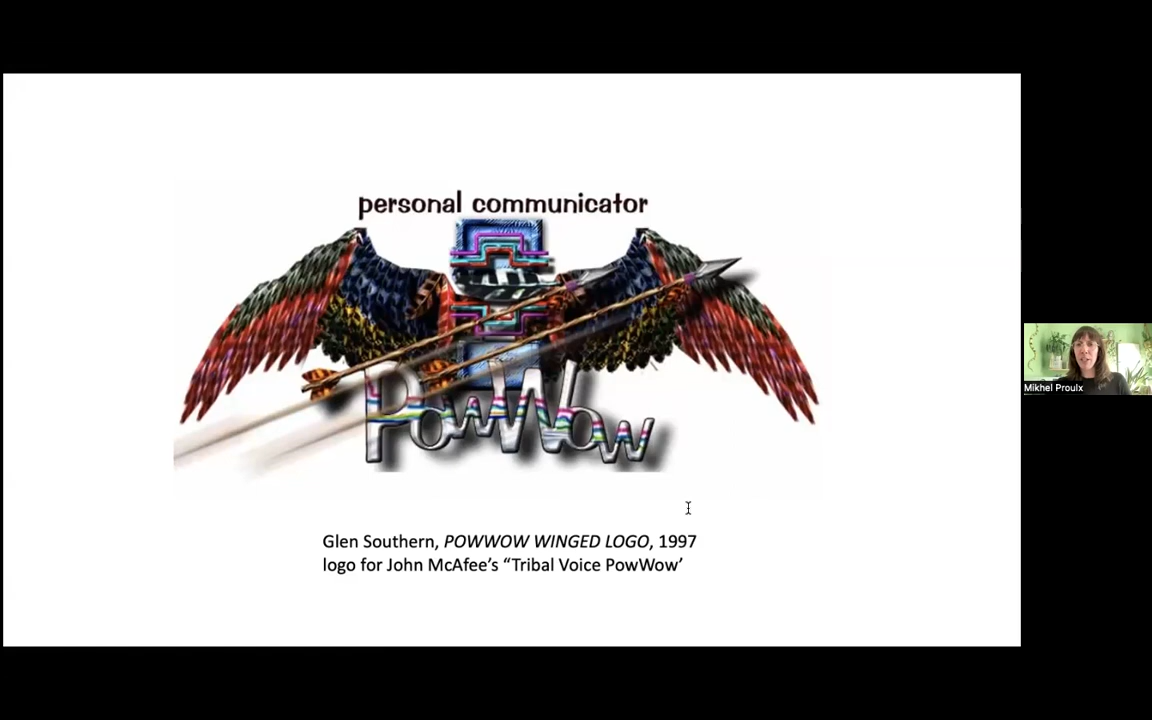 personal communicator
PowWow
Glen Southern, POWWOW WINGED LOGO, 1997
logo for John McAfee's “Tribal Voice PowWow’
Mikhel Proulx